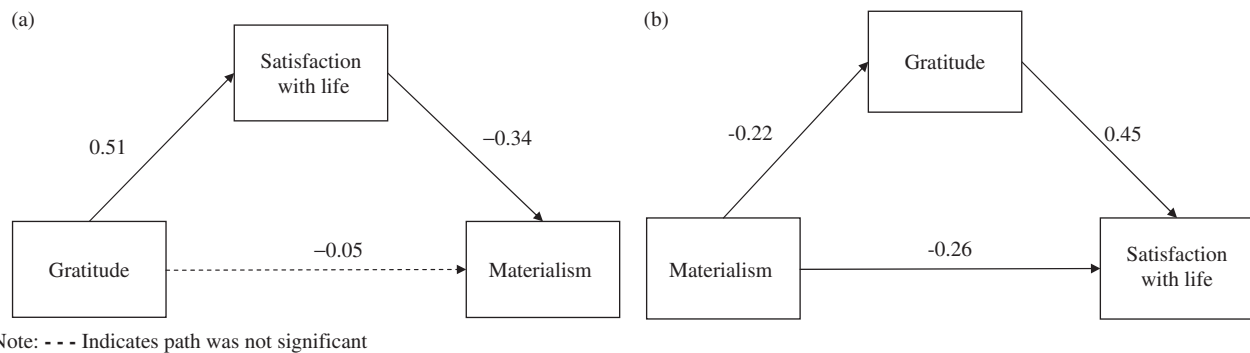 (a)
Satisfaction
with life
0.51
−0.34
Gratitude
−0.05
Materialism
Note: - - - Indicates path was not significant
(b)
Gratitude
-0.22
0.45
Materialism
-0.26
Satisfaction
with life